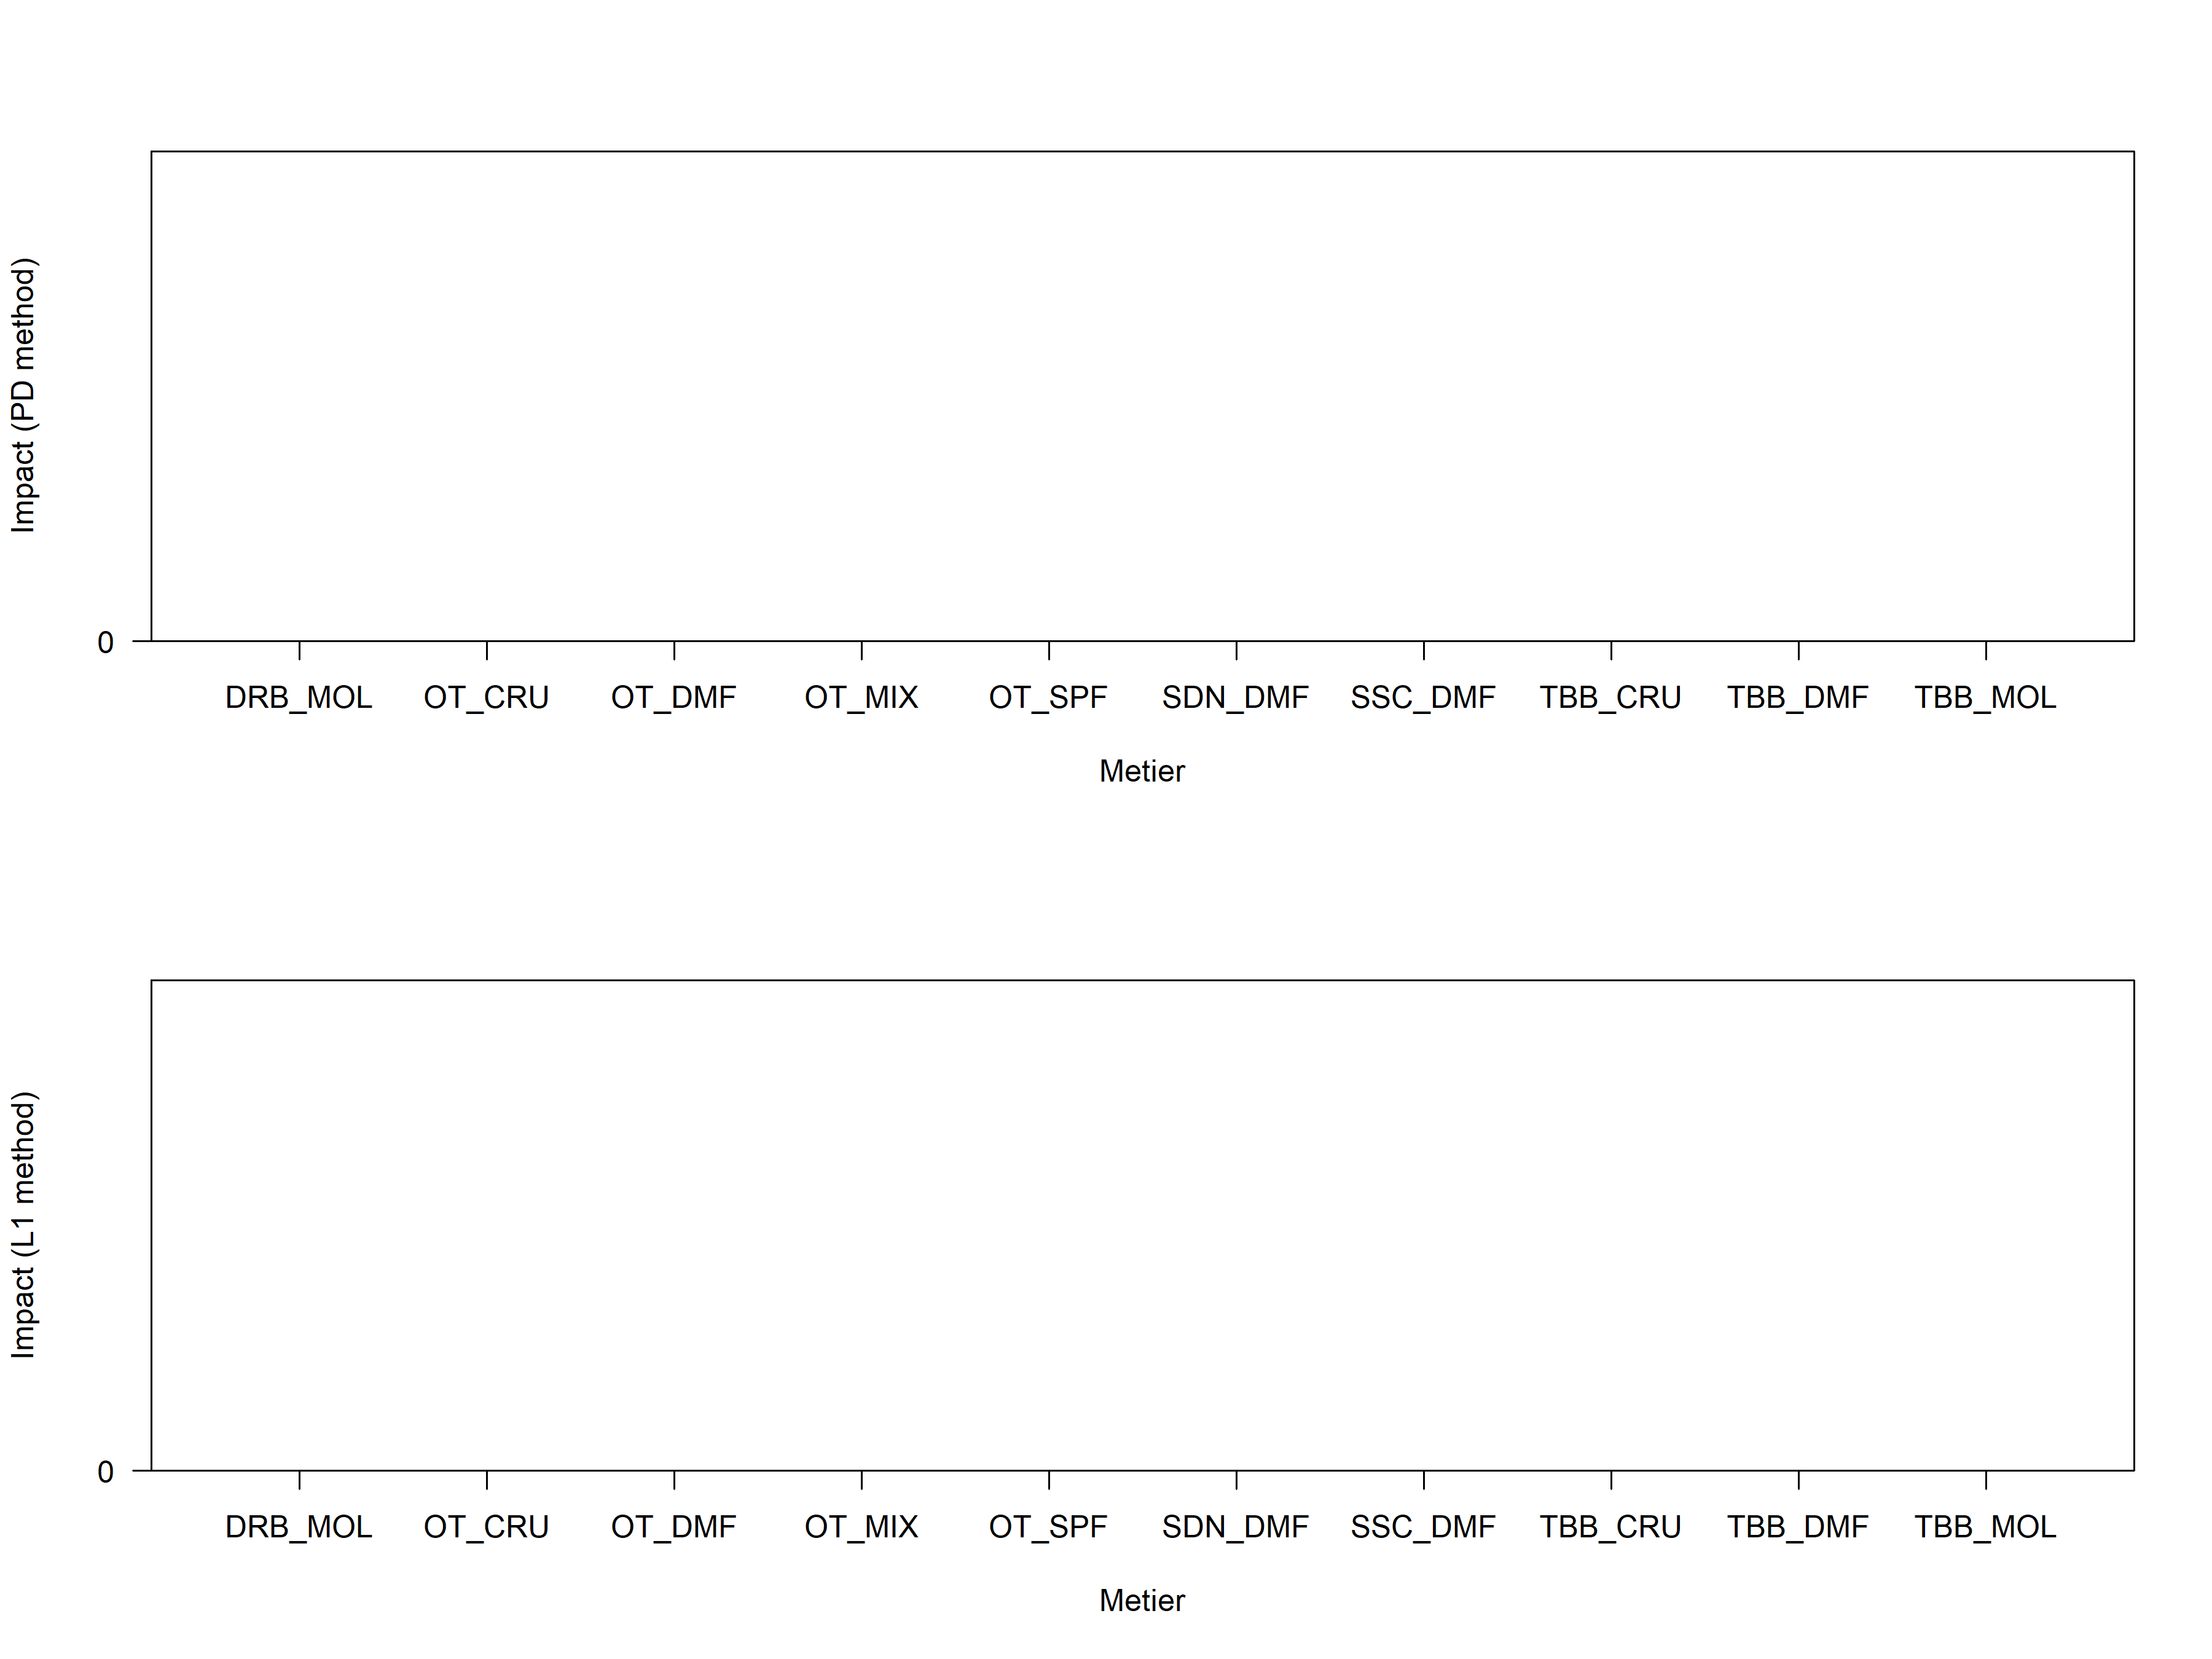 Impact (PD method)
0
DRB_MOL OT_CRU OT_DMF OT_MIX OT_SPF SDN_DMF SSC_DMF TBB_CRU TBB_DMF TBB_MOL
Metier
Impact (L1 method)
0
DRB_MOL OT_CRU OT_DMF OT_MIX OT_SPF SDN_DMF SSC_DMF TBB_CRU TBB_DMF TBB_MOL
Metier